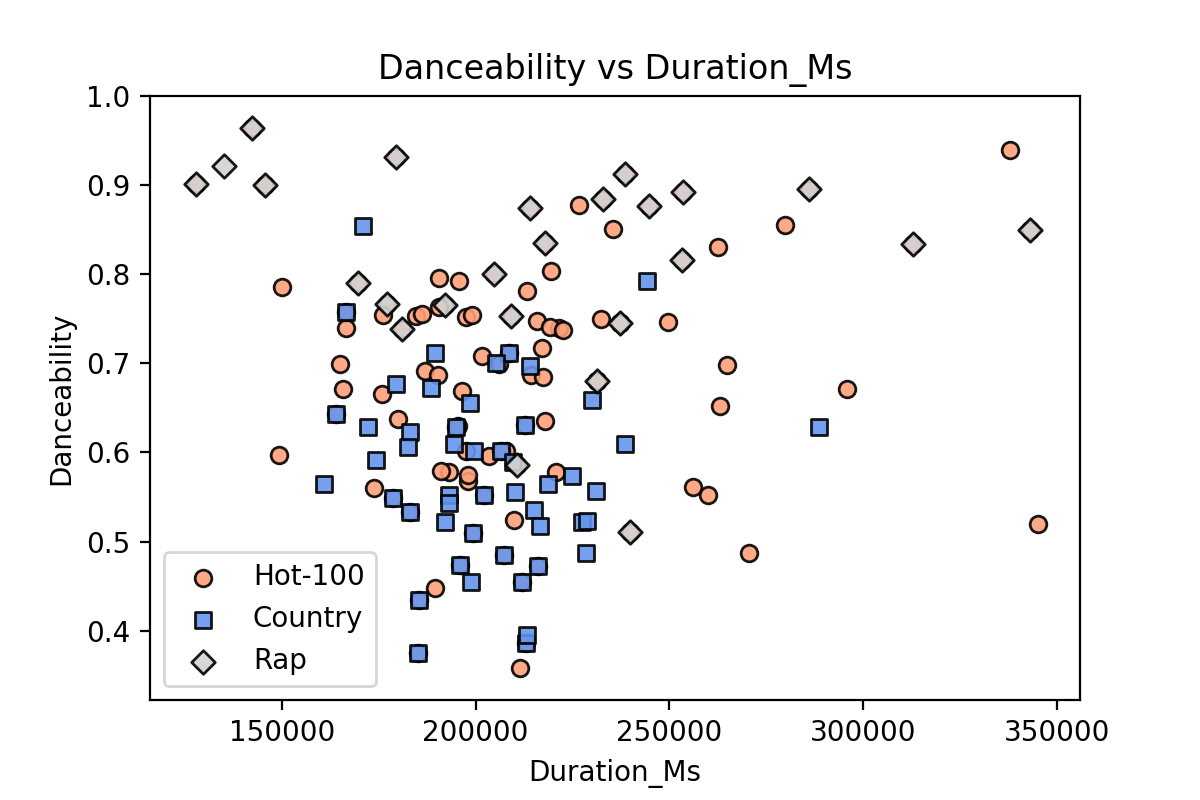 Danceability vs Duration_Ms
1.0
0.9
0.8
0.7
0.6
0.5
0.4
Danceability
Hot-100
Country
Rap
150000 200000 250000 300000 350000
Duration_Ms